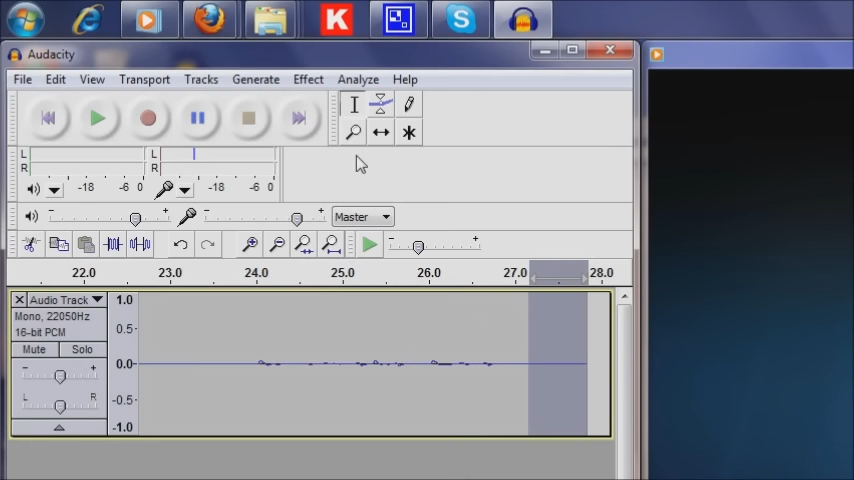 K
S
Audacity
File Edit View Transport Tracks Generate Effect Analyze Help
L L
R R
-18 -6 0 -18 -6 0
- + - + Master
- +
22.0 23.0 24.0 25.0 26.0 27.0 28.0
Audio Track 1.0
Mono, 22050Hz
16-bit PCM 0.5
Mute Solo
- + 0.0
L R -0.5
-1.0